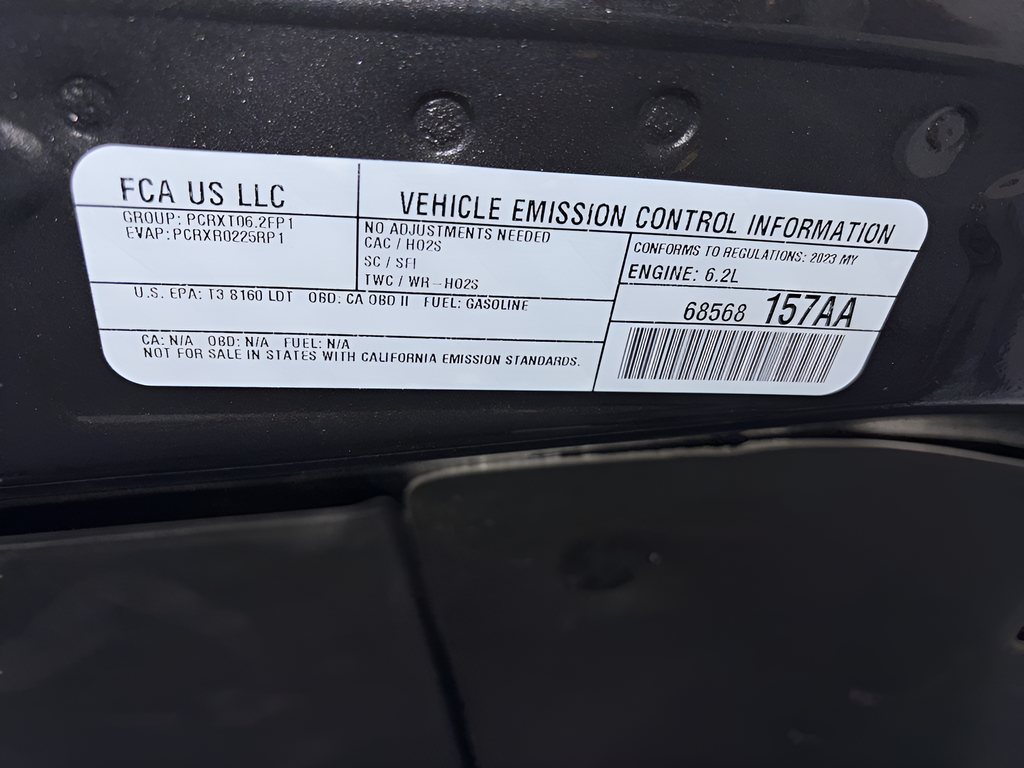 FCA US LLC
GROUP: PCRXT06.2FP1
EVAP:PCRXR0225RP1
VEHICLE EMISSION CONTROL INFORMATION
NO ADJUSTMENTS NEEDED
CAC / HO2S
SC / SFI
TWC / WR-HO2S
CONFORMS TO REGULATIONS: 2023 MY
ENGINE: 6.2L
U.S. EPA: T3 B160 LDT OBD: CA OBD II FUEL: GASOLINE
68568 157AA
CA: N/A OBD: N/A FUEL: N/A
NOT FOR SALE IN STATES WITH CALIFORNIA EMISSION STANDARDS.